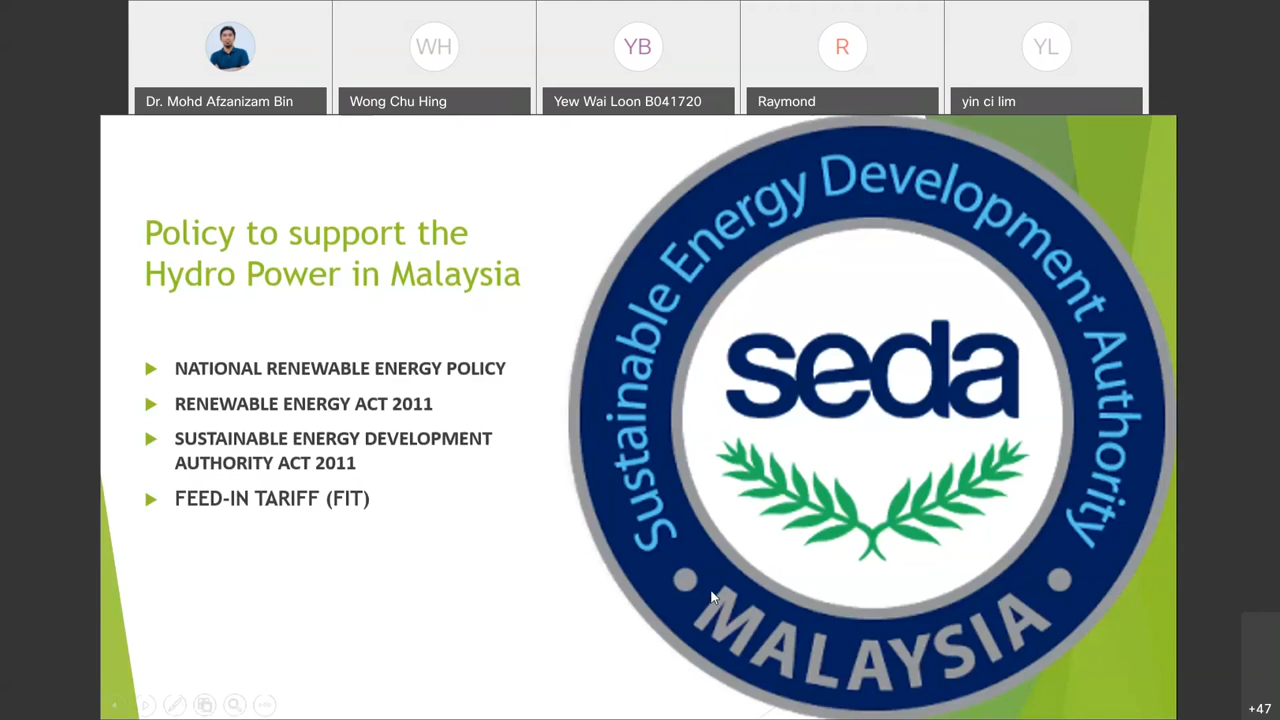 WH
YB
R
YL
Dr. Mohd Afzanizam Bin
Wong Chu Hing
Yew Wai Loon B041720
Raymond
yin ci lim
Policy to support the
Hydro Power in Malaysia
NATIONAL RENEWABLE ENERGY POLICY
RENEWABLE ENERGY ACT 2011
SUSTAINABLE ENERGY DEVELOPMENT
AUTHORITY ACT 2011
FEED-IN TARIFF (FIT)
Sustainable Energy Development Authority
seda
• MALAYSIA •
+47